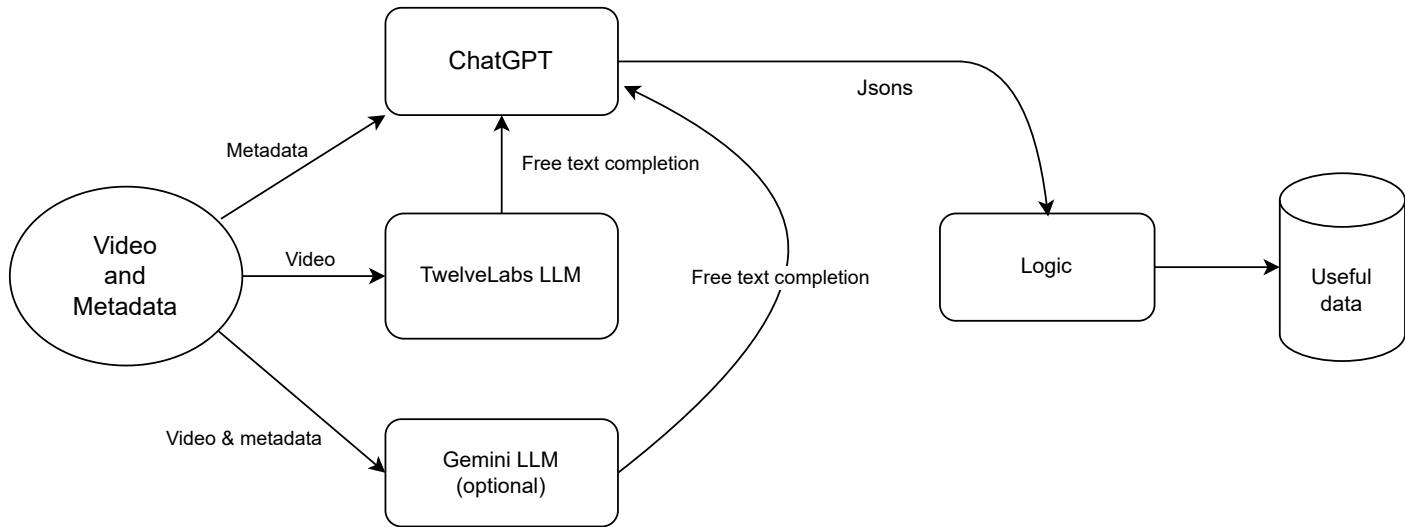 ChatGPT
Jsons
Metadata
Free text completion
Video
and
Metadata
Video
TwelveLabs LLM
Free text completion
Logic
Useful
data
Video & metadata
Gemini LLM
(optional)